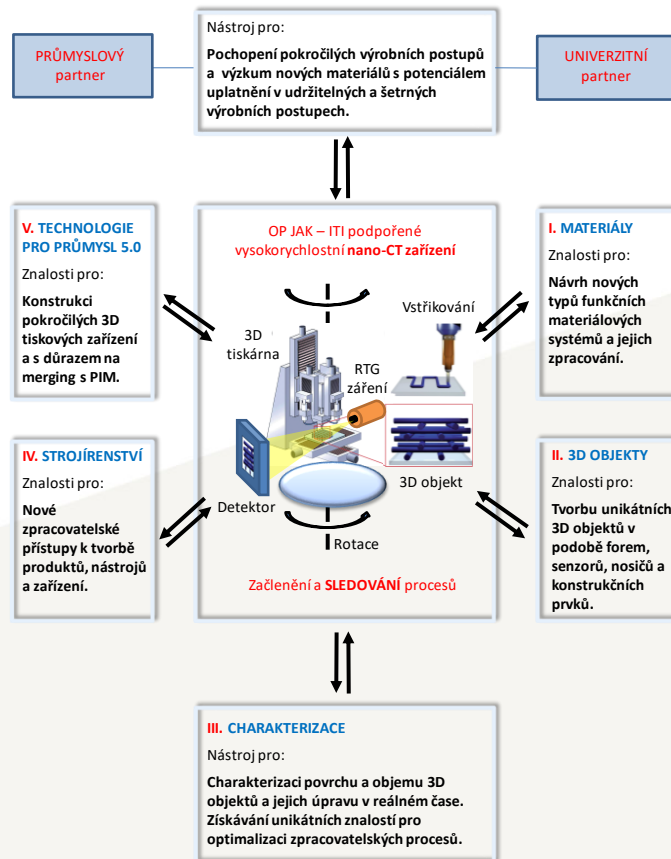 PRŮMYSLOVÝ
partner
Nástroj pro:
Pochopení pokročilých výrobních postupů
a výzkum nových materiálů s potenciálem
uplatnění v udržitelných a šetrných
výrobních postupech.
UNIVERZITNÍ
partner
V. TECHNOLOGIE
PRO PRŮMYSL 5.0
Znalosti pro:
Konstrukci
pokročilých 3D
tiskových zařízení
a s důrazem na
merging s PIM.
OP JAK – ITI podpořené
vysokorychlostní nano-CT zařízení
Vstřikování
3D
tiskárna
RTG
záření
3D objekt
Detektor
Rotace
Začlenění a SLEDOVÁNÍ procesů
I. MATERIÁLY
Znalosti pro:
Návrh nových
typů funkčních
materiálových
systémů a jejich
zpracování.
IV. STROJÍRENSTVÍ
Znalosti pro:
Nové
zpracovatelské
přístupy k tvorbě
produktů, nástrojů
a zařízení.
II. 3D OBJEKTY
Znalosti pro:
Tvorbu unikátních
3D objektů v
podobě forem,
senzorů, nosičů a
konstrukčních
prvků.
III. CHARAKTERIZACE
Nástroj pro:
Charakterizaci povrchu a objemu 3D
objektů a jejich úpravu v reálném čase.
Získávání unikátních znalostí pro
optimalizaci zpracovatelských procesů.